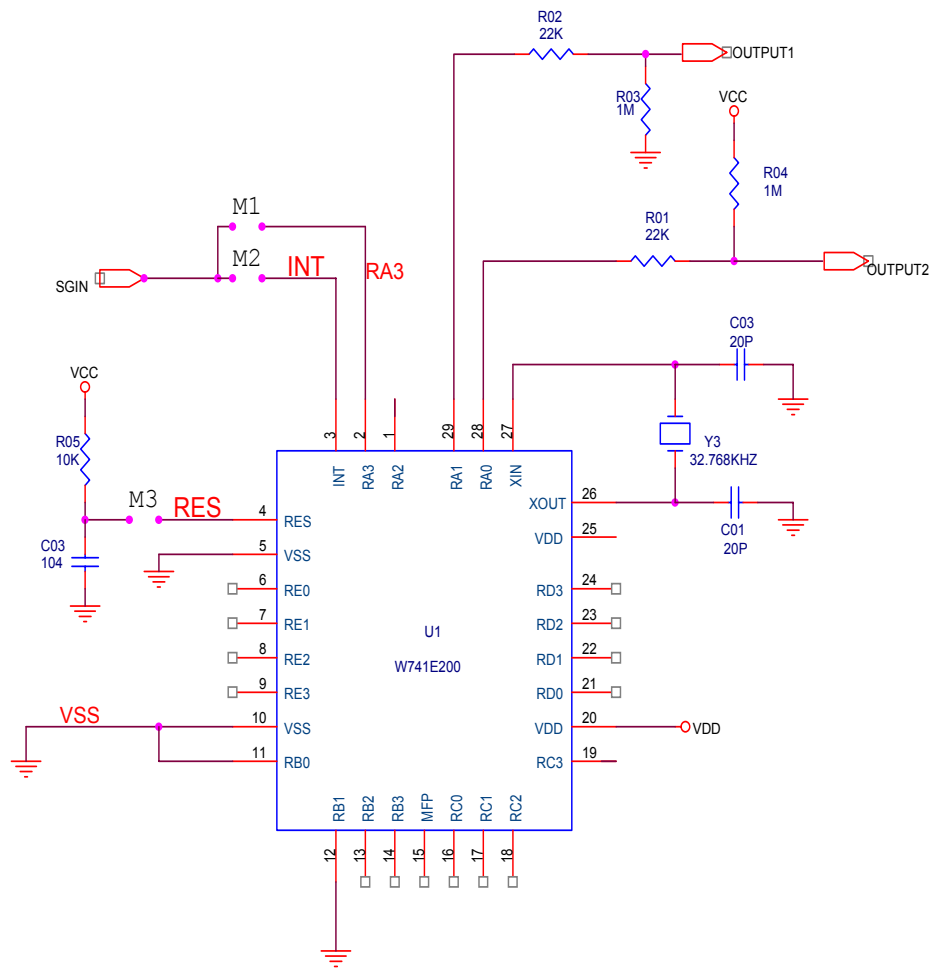 R02
22K
OUTPUT1
R03
1M
VCC
R04
1M
M1
R01
22K
M2
INT
RA3
SGIN
OUTPUT2
C03
20P
VCC
R05
10K
Y3
32.768KHZ
3
2
1
29
28
27
INT
RA3
RA2
RA1
RA0
XIN
M3
RES
4
RES
XOUT
26
C01
20P
C03
104
5
VSS
VDD
25
6
RE0
RD3
24
7
RE1
RD2
23
U1
8
RE2
W741E200
RD1
22
9
RE3
RD0
21
VSS
10
VSS
VDD
20
VDD
11
RB0
RC3
19
RB1
RB2
RB3
MFP
RC0
RC1
RC2
12
13
14
15
16
17
18